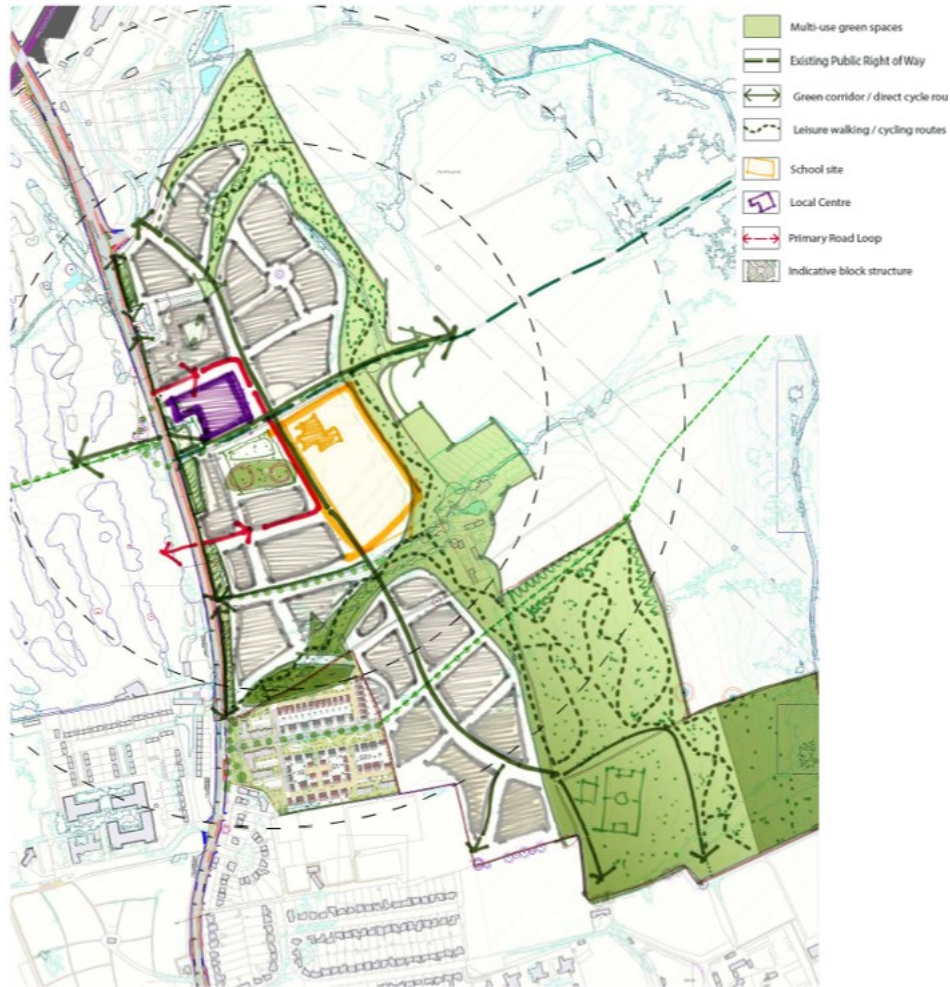 Multi-use green spaces
Existing Public Right of Way
Green corridor / direct cycle rou
Leisure walking / cycling routes
School site
Local Centre
Primary Road Loop
Indicative block structure